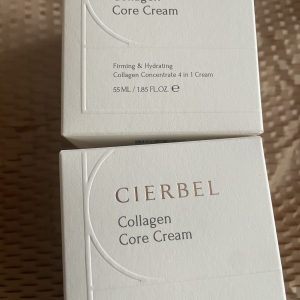 Collagen
Core Cream
Firming & Hydrating
Collagen Concentrate 4 in 1 Cream
55 ML / 1.85 FL.OZ. ℮
CIERBEL
Collagen
Core Cream